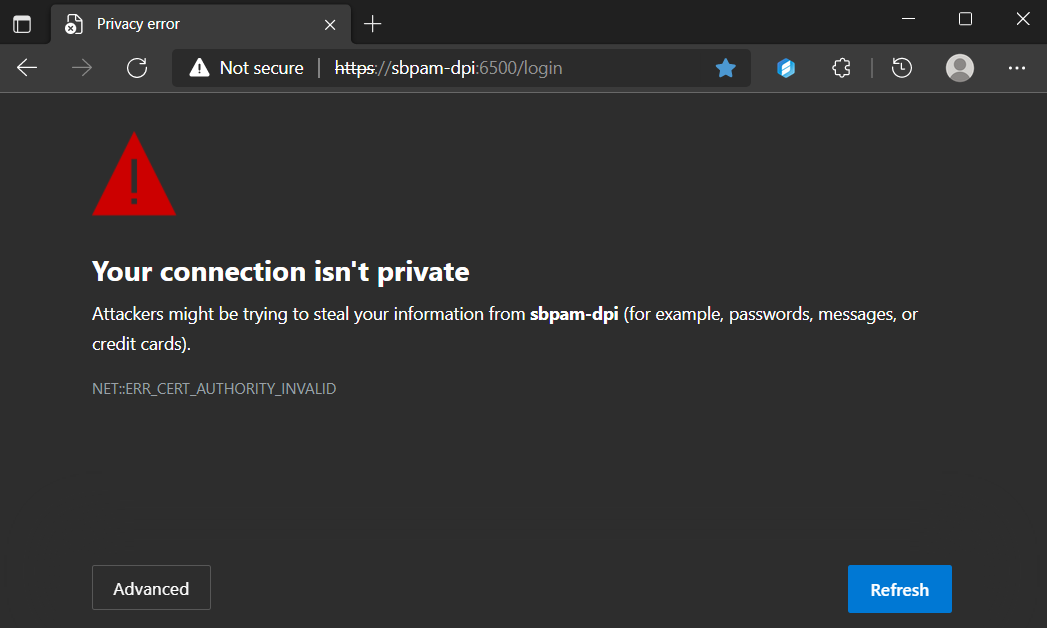 Privacy error
Not secure | https://sbpam-dpi:6500/login
Your connection isn't private
Attackers might be trying to steal your information from sbpam-dpi (for example, passwords, messages, or
credit cards).
NET::ERR_CERT_AUTHORITY_INVALID
Advanced
Refresh